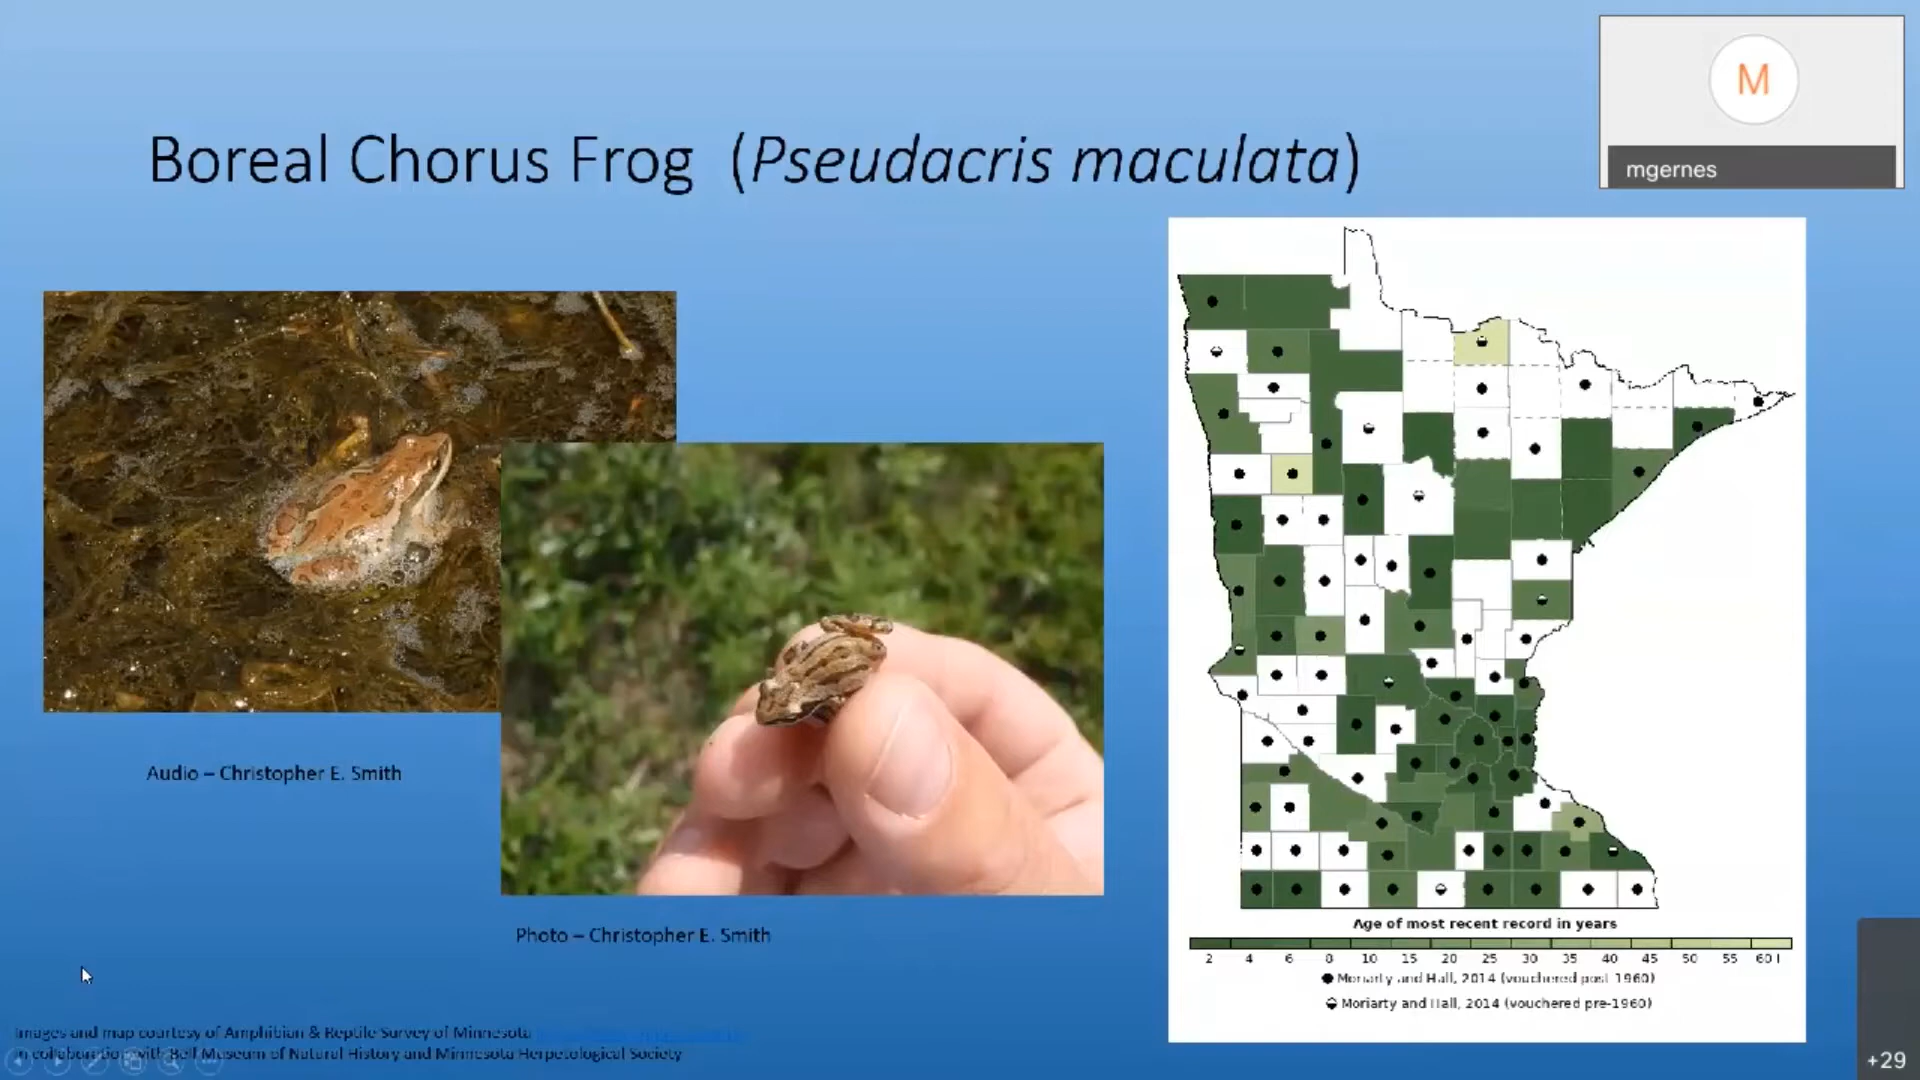 M
mgernes
Boreal Chorus Frog (Pseudacris maculata)
Audio – Christopher E. Smith
Photo – Christopher E. Smith
Age of most recent record in years
2 4 6 8 10 15 20 25 30 35 40 45 50 55 60+
Moriarty and Hall, 2014 (vouchered post-1960)
Moriarty and Hall, 2014 (vouchered pre-1960)
Images and map courtesy of Amphibian & Reptile Survey of Minnesota
in collaboration with Bell Museum of Natural History and Minnesota Herpetological Society
+29